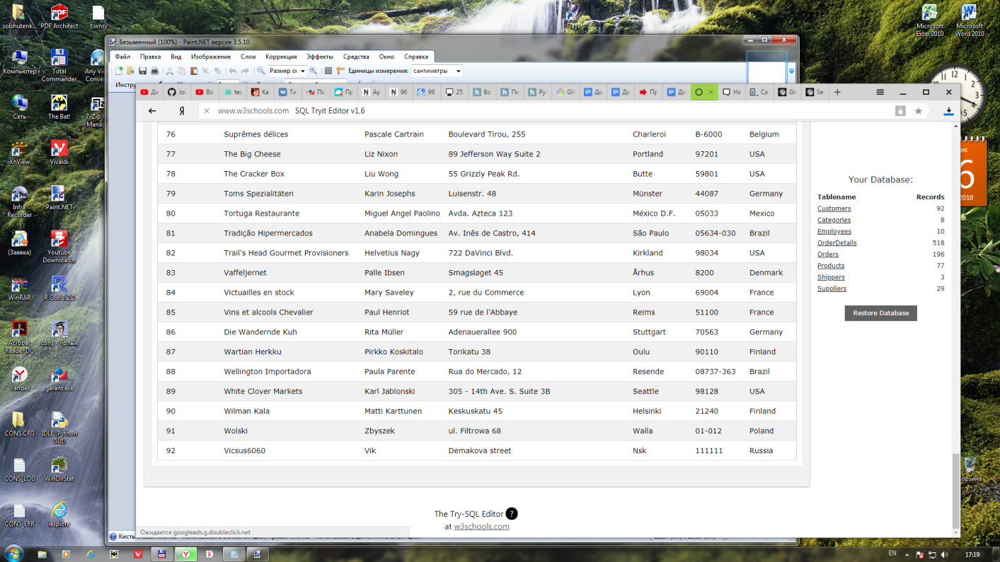 soIshutenk...
PDF Architect
t.wnry
Паук
Microsoft Excel 2010
Microsoft Word 2010
Безымянный (100%) - Paint.NET версия 3.5.10
Файл Правка Вид Изображение Слои Коррекция Эффекты Средства Окно Справка
Компьютер
Total Commander
Единицы измерения: сантиметры
www.w3schools.com SQL Tryit Editor v1.6
76 Suprêmes délices Pascale Cartrain Boulevard Tirou, 255 Charleroi B-6000 Belgium
77 The Big Cheese Liz Nixon 89 Jefferson Way Suite 2 Portland 97201 USA
78 The Cracker Box Liu Wong 55 Grizzly Peak Rd. Butte 59801 USA
79 Toms Spezialitäten Karin Josephs Luisenstr. 48 Münster 44087 Germany
80 Tortuga Restaurante Miguel Angel Paolino Avda. Azteca 123 México D.F. 05033 Mexico
81 Tradição Hipermercados Anabela Domingues Av. Inês de Castro, 414 São Paulo 05634-030 Brazil
82 Trail's Head Gourmet Provisioners Helvetius Nagy 722 DaVinci Blvd. Kirkland 98034 USA
83 Vaffeljernet Palle Ibsen Smagsløget 45 Århus 8200 Denmark
84 Victuailles en stock Mary Saveley 2, rue du Commerce Lyon 69004 France
85 Vins et alcools Chevalier Paul Henriot 59 rue de l'Abbaye Reims 51100 France
86 Die Wandernde Kuh Rita Müller Adenauerallee 900 Stuttgart 70563 Germany
87 Wartian Herkku Pirkko Koskitalo Torikatu 38 Oulu 90110 Finland
88 Wellington Importadora Paula Parente Rua do Mercado, 12 Resende 08737-363 Brazil
89 White Clover Markets Karl Jablonski 305 - 14th Ave. S. Suite 3B Seattle 98128 USA
90 Wilman Kala Matti Karttunen Keskuskatu 45 Helsinki 21240 Finland
91 Wolski Zbyszek ul. Filtrowa 68 Walla 01-012 Poland
92 Vicsus6060 Vik Demakova street Nsk 111111 Russia
Your Database:
Tablename Records
Customers 92
Categories 8
Employees 10
OrderDetails 518
Orders 196
Products 77
Shippers 3
Suppliers 29
Restore Database
The Try-SQL Editor ?
at w3schools.com
Ожидается googleads.g.doubleclick.net
Сеть
The Bat!
7-Zip
XnView
Vivaldi
Infra Recorder
Paint.NET
(Заявка)
Youtube Download...
WinRAR
R i386 3.2.2
Acrobat Reader DC
cons - Ярлык
Yandex
garant.exe
CONS.CFG
IDLE (Python GUI)
CONS_LOG
WinDirStat
CONS_ERR
iexplore
EN
17:19